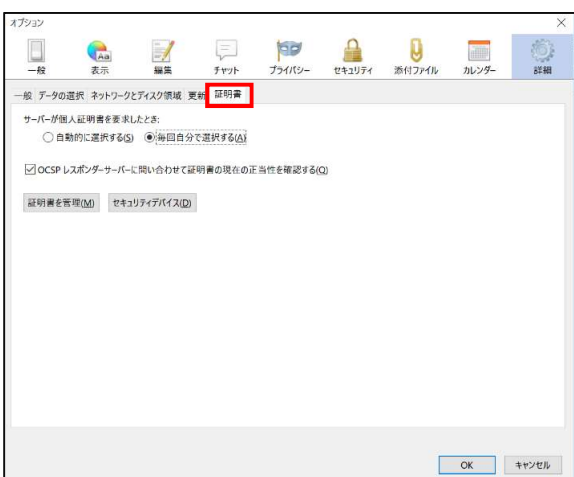 オプション
一般 表示 編集 チャット プライバシー セキュリティ 添付ファイル カレンダー 詳細
一般 データの選択 ネットワークとディスク領域 更新 証明書
サーバーが個人証明書を要求したとき:
自動的に選択する(S) 毎回自分で選択する(A)
OCSP レスポンダーサーバーに問い合わせて証明書の現在の正当性を確認する(Q)
証明書を管理(M) セキュリティデバイス(D)
OK キャンセル